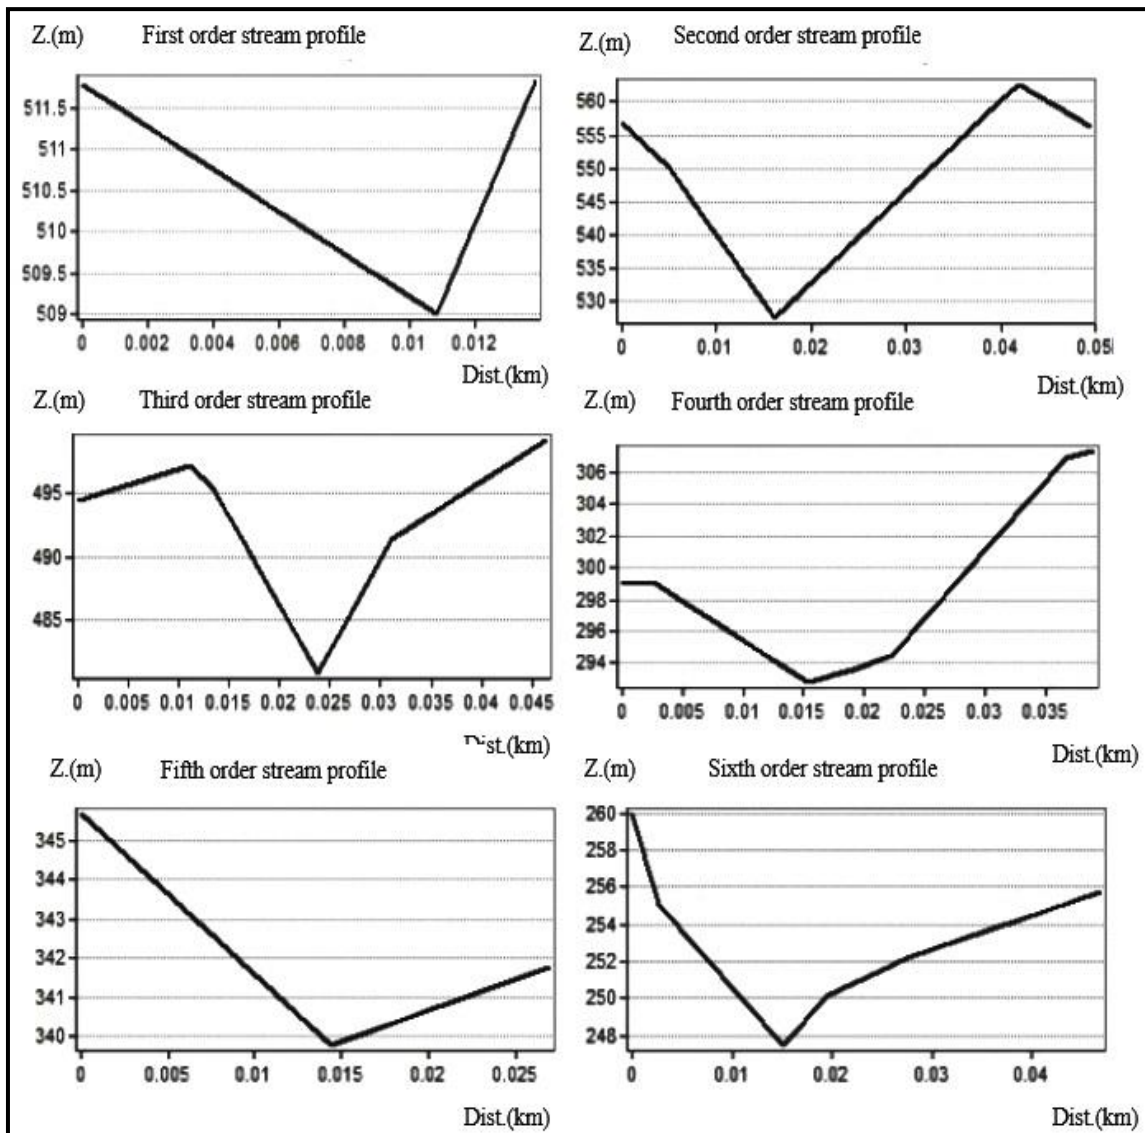 Z.(m) First order stream profile
511.5
511
510.5
510
509.5
509
0 0.002 0.004 0.006 0.008 0.01 0.012
Dist.(km)
Z.(m) Second order stream profile
560
555
550
545
540
535
530
0 0.01 0.02 0.03 0.04 0.05
Dist.(km)
Z.(m) Third order stream profile
495
490
485
0 0.005 0.01 0.015 0.02 0.025 0.03 0.035 0.04 0.045
Dist.(km)
Z.(m) Fourth order stream profile
306
304
302
300
298
296
294
0 0.005 0.01 0.015 0.02 0.025 0.03 0.035
Dist.(km)
Z.(m) Fifth order stream profile
345
344
343
342
341
340
0 0.005 0.01 0.015 0.02 0.025
Dist.(km)
Z.(m) Sixth order stream profile
260
258
256
254
252
250
248
0 0.01 0.02 0.03 0.04
Dist.(km)